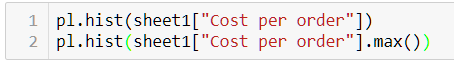 1 pl.hist(sheet1["Cost per order"])
2 pl.hist(sheet1["Cost per order"].max())